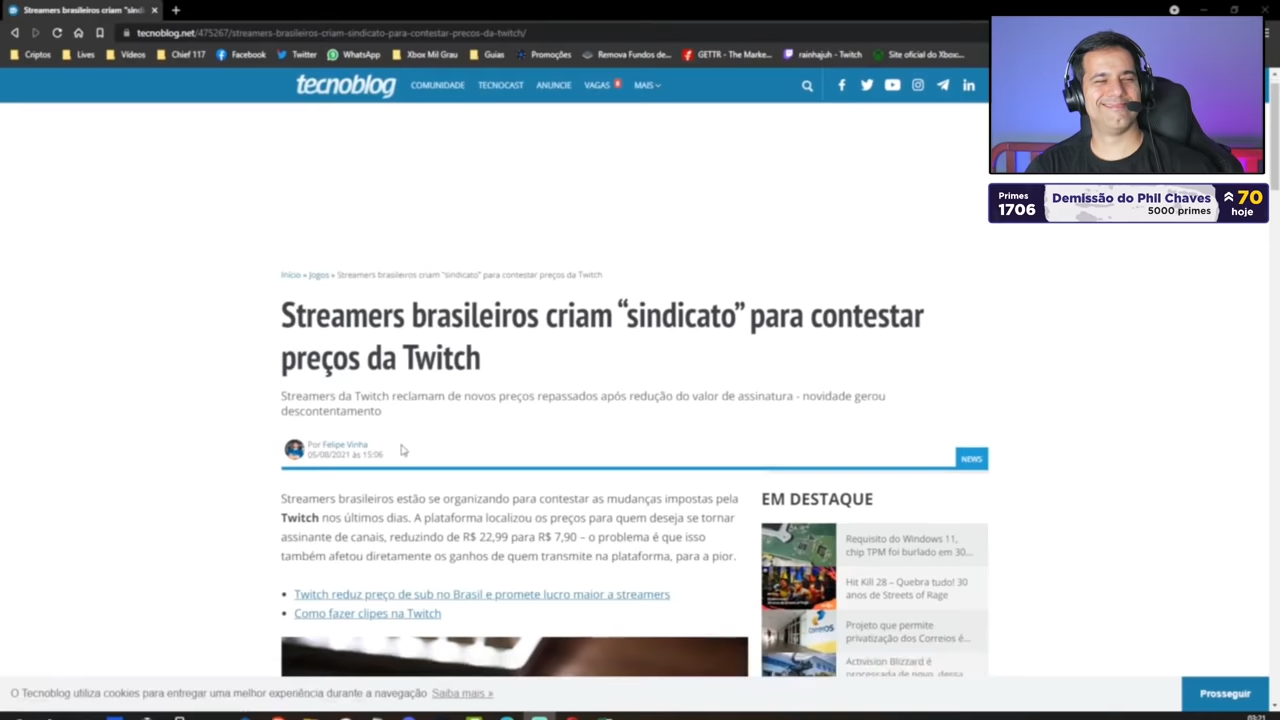 Streamers brasileiros criam "sindi
tecnoblog.net/475267/streamers-brasileiros-criam-sindicato-para-contestar-precos-da-twitch/
Criptos Lives Vídeos Chief 117 Facebook Twitter WhatsApp Xbox Mil Grau Guias Promoções Remova Fundos de... GETTR - The Marke... rainhajuh - Twitch Site oficial do Xbox:...
tecnoblog COMUNIDADE TECNOCAST ANUNCIE VAGAS 8 MAIS
Primes
1706
Demissão do Phil Chaves
5000 primes
70
hoje
Início » Jogos » Streamers brasileiros criam "sindicato" para contestar preços da Twitch
Streamers brasileiros criam “sindicato” para contestar
preços da Twitch
Streamers da Twitch reclamam de novos preços repassados após redução do valor de assinatura - novidade gerou
descontentamento
Por Felipe Vinha
05/08/2021 às 15:06
NEWS
Streamers brasileiros estão se organizando para contestar as mudanças impostas pela
Twitch nos últimos dias. A plataforma localizou os preços para quem deseja se tornar
assinante de canais, reduzindo de R$ 22,99 para R$ 7,90 – o problema é que isso
também afetou diretamente os ganhos de quem transmite na plataforma, para a pior.
• Twitch reduz preço de sub no Brasil e promete lucro maior a streamers
• Como fazer clipes na Twitch
EM DESTAQUE
Requisito do Windows 11,
chip TPM foi burlado em 30...
Hit Kill 28 – Quebra tudo! 30
anos de Streets of Rage
Projeto que permite
privatização dos Correios é...
Activision Blizzard é
processada de novo, dessa
O Tecnoblog utiliza cookies para entregar uma melhor experiência durante a navegação Saiba mais »
Prosseguir
03:21